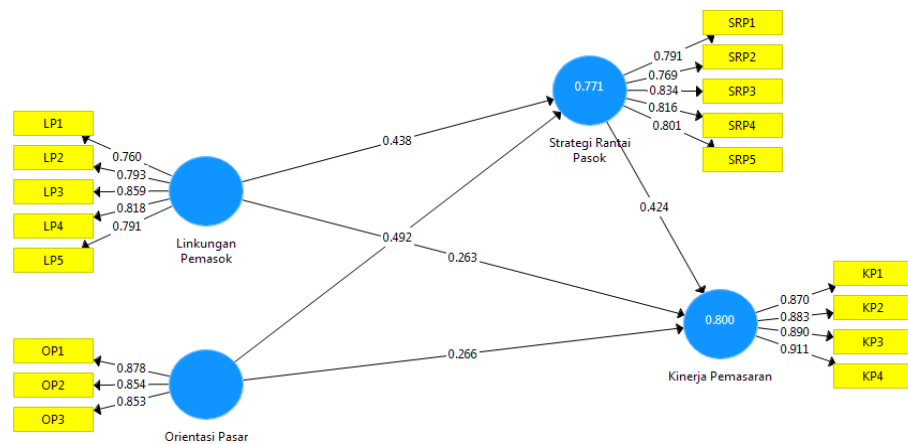 SRP1
SRP2
SRP3
SRP4
SRP5
0.791
0.769
0.834
0.816
0.801
0.771
Strategi Rantai
Pasok
LP1
LP2
LP3
LP4
LP5
0.760
0.793
0.859
0.818
0.791
Linkungan
Pemasok
0.438
0.492
0.263
0.424
0.266
OP1
OP2
OP3
0.878
0.854
0.853
Orientasi Pasar
0.800
Kinerja Pemasaran
0.870
0.883
0.890
0.911
KP1
KP2
KP3
KP4